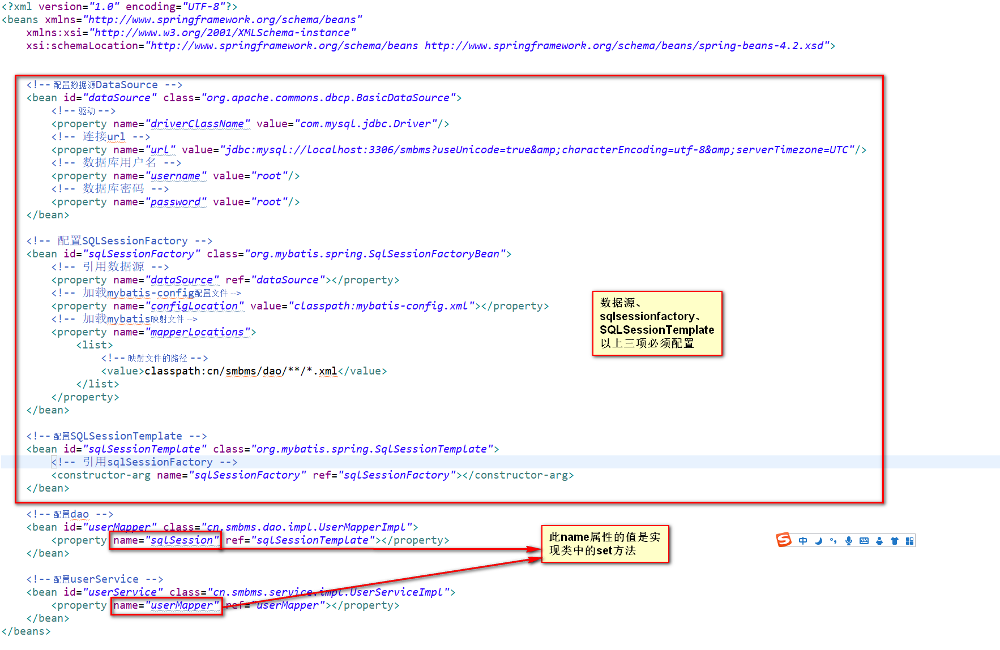 <?xml version="1.0" encoding="UTF-8"?>
<beans xmlns="http://www.springframework.org/schema/beans"
xmlns:xsi="http://www.w3.org/2001/XMLSchema-instance"
xsi:schemaLocation="http://www.springframework.org/schema/beans http://www.springframework.org/schema/beans/spring-beans-4.2.xsd">
<!-- 配置数据源DataSource -->
<bean id="dataSource" class="org.apache.commons.dbcp.BasicDataSource">
<!-- 驱动 -->
<property name="driverClassName" value="com.mysql.jdbc.Driver"/>
<!-- 连接url -->
<property name="url" value="jdbc:mysql://localhost:3306/smbms?useUnicode=true&amp;characterEncoding=utf-8&amp;serverTimezone=UTC"/>
<!-- 数据库用户名 -->
<property name="username" value="root"/>
<!-- 数据库密码 -->
<property name="password" value="root"/>
</bean>
<!-- 配置SQLSessionFactory -->
<bean id="sqlSessionFactory" class="org.mybatis.spring.SqlSessionFactoryBean">
<!-- 引用数据源 -->
<property name="dataSource" ref="dataSource"></property>
<!-- 加载mybatis-config配置文件 -->
<property name="configLocation" value="classpath:mybatis-config.xml"></property>
<!-- 加载mybatis映射文件 -->
<property name="mapperLocations">
<list>
<!-- 映射文件的路径 -->
<value>classpath:cn/smbms/dao/**/*.xml</value>
</list>
</property>
</bean>
数据源、
sqlsessionfactory、
SQLSessionTemplate
以上三项必须配置
<!-- 配置SQLSessionTemplate -->
<bean id="sqlSessionTemplate" class="org.mybatis.spring.SqlSessionTemplate">
<!-- 引用sqlSessionFactory -->
<constructor-arg name="sqlSessionFactory" ref="sqlSessionFactory"></constructor-arg>
</bean>
<!-- 配置dao -->
<bean id="userMapper" class="cn.smbms.dao.impl.UserMapperImpl">
<property name="sqlSession" ref="sqlSessionTemplate"></property>
</bean>
此name属性的值是实
现类中的set方法
中
<!-- 配置userService -->
<bean id="userService" class="cn.smbms.service.impl.UserServiceImpl">
<property name="userMapper" ref="userMapper"></property>
</bean>
</beans>